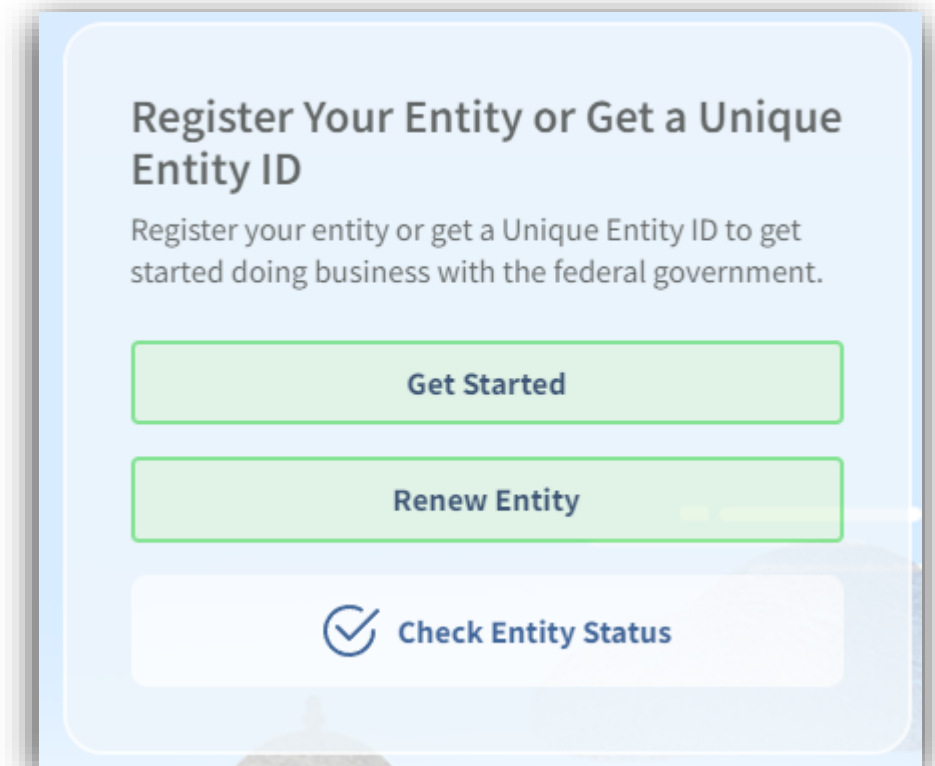 Register Your Entity or Get a Unique
Entity ID
Register your entity or get a Unique Entity ID to get
started doing business with the federal government.
Get Started
Renew Entity
Check Entity Status